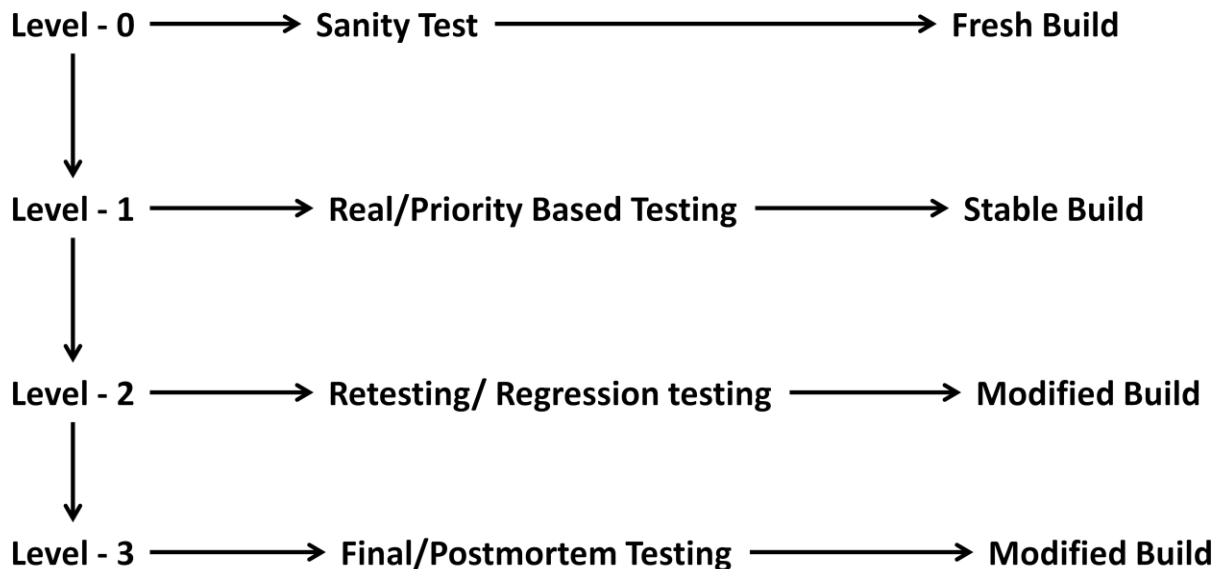 Level - 0 Sanity Test Fresh Build
Level - 1 Real/Priority Based Testing Stable Build
Level - 2 Retesting/ Regression testing Modified Build
Level - 3 Final/Postmortem Testing Modified Build